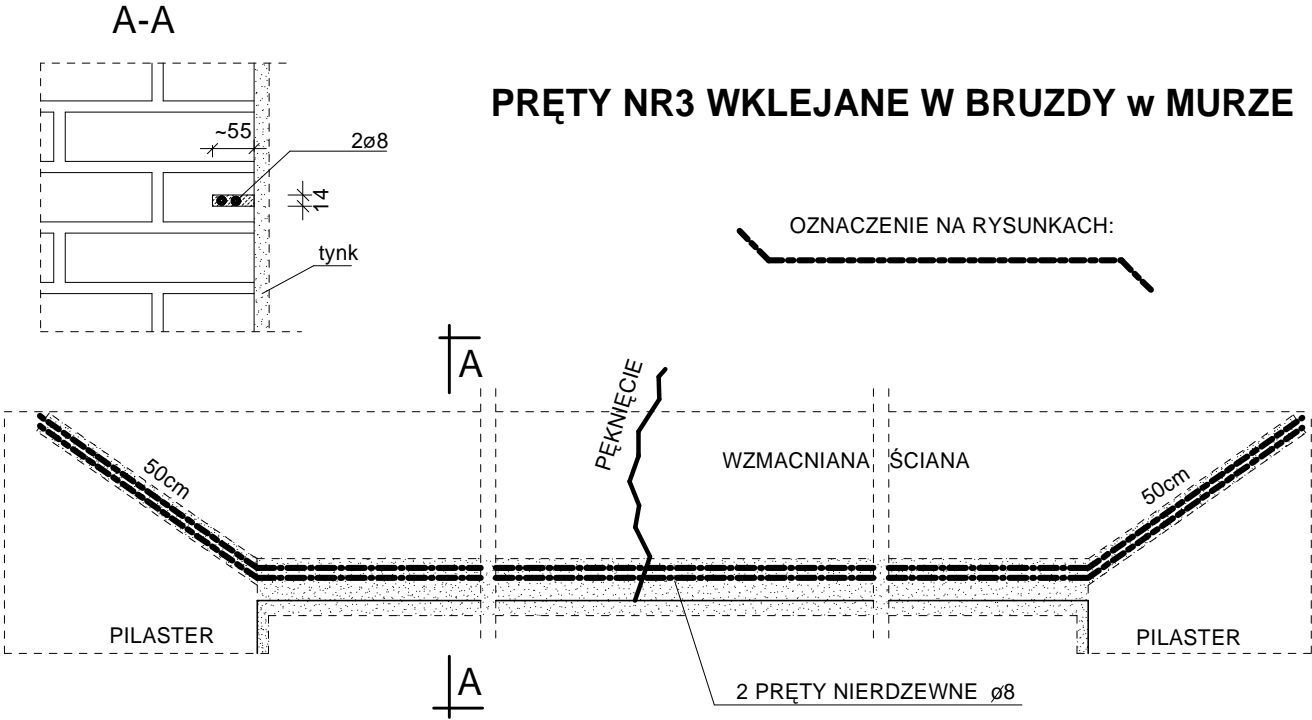 A-A
PRĘTY NR3 WKLEJANE W BRUZDY w MURZE
~55
2ø8
14
tynk
OZNACZENIE NA RYSUNKACH:
A
PĘKNIĘCIE
WZMACNIANA ŚCIANA
50cm
50cm
PILASTER
PILASTER
A
2 PRĘTY NIERDZEWNE ø8